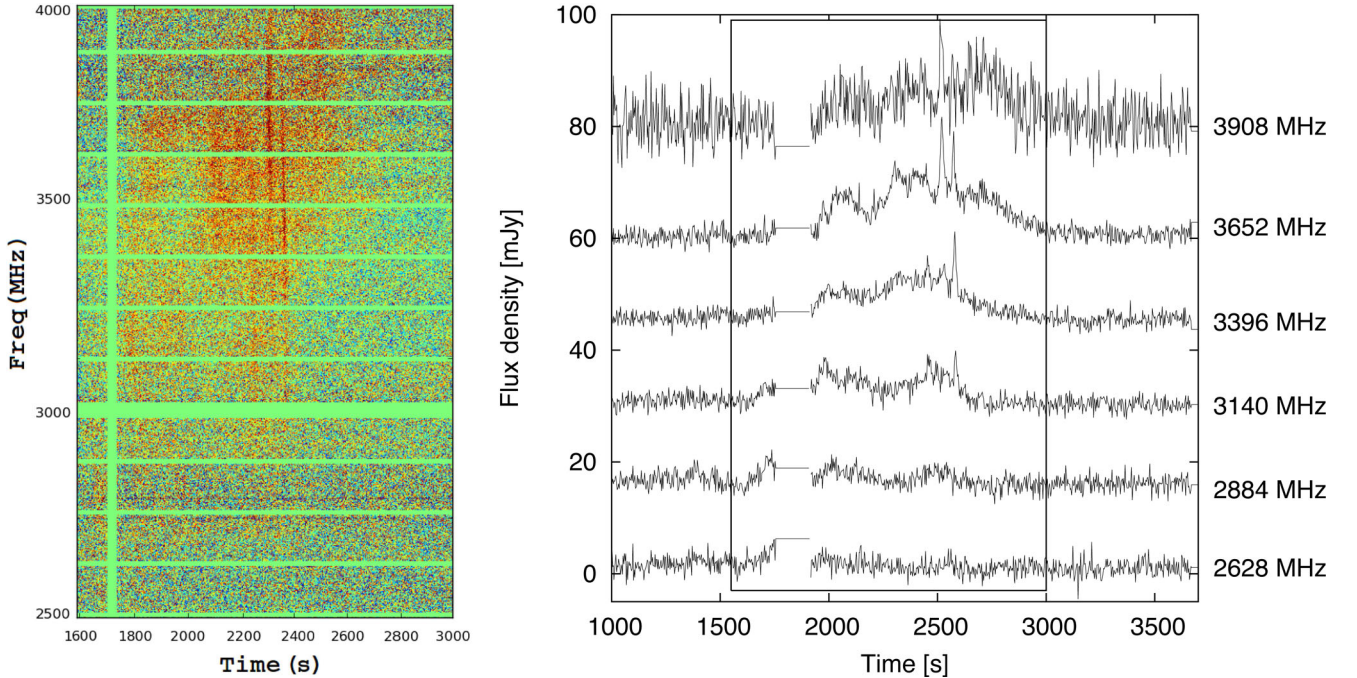 4000
3500
3000
2500
Freq(MHz)
1600 1800 2000 2200 2400 2600 2800 3000
Time(s)
100
80
60
40
20
0
Flux density [mJy]
3908 MHz
3652 MHz
3396 MHz
3140 MHz
2884 MHz
2628 MHz
1000 1500 2000 2500 3000 3500
Time [s]